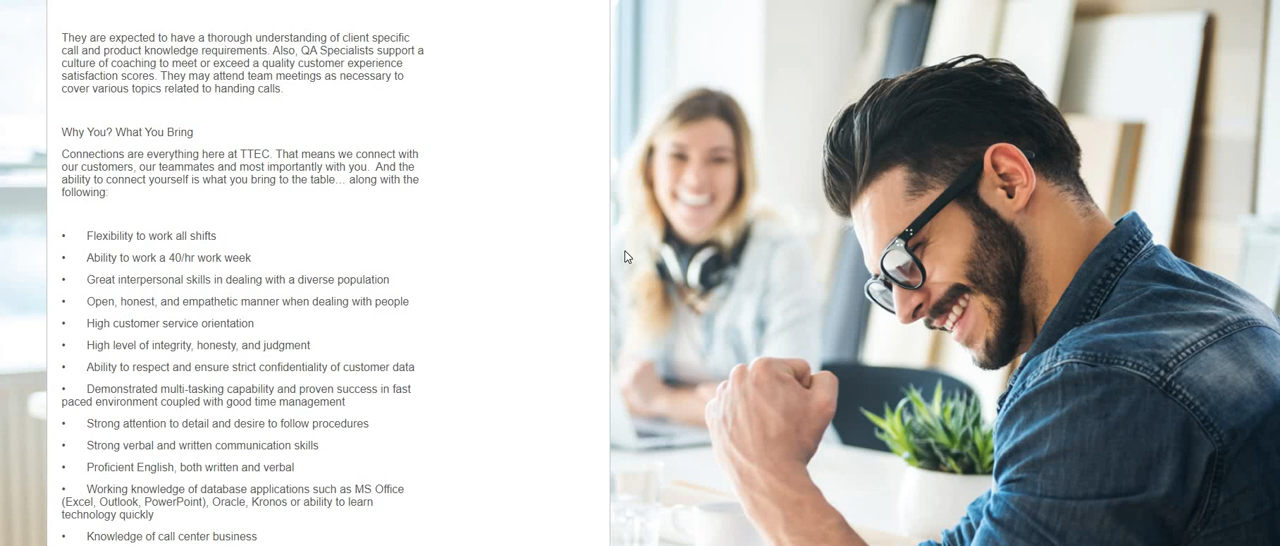 They are expected to have a thorough understanding of client specific
call and product knowledge requirements. Also, QA Specialists support a
culture of coaching to meet or exceed a quality customer experience
satisfaction scores. They may attend team meetings as necessary to
cover various topics related to handing calls.
Why You? What You Bring
Connections are everything here at TTEC. That means we connect with
our customers, our teammates and most importantly with you.  And the
ability to connect yourself is what you bring to the table… along with the
following:
• Flexibility to work all shifts
• Ability to work a 40/hr work week
• Great interpersonal skills in dealing with a diverse population
• Open, honest, and empathetic manner when dealing with people
• High customer service orientation
• High level of integrity, honesty, and judgment
• Ability to respect and ensure strict confidentiality of customer data
• Demonstrated multi-tasking capability and proven success in fast
paced environment coupled with good time management
• Strong attention to detail and desire to follow procedures
• Strong verbal and written communication skills
• Proficient English, both written and verbal
• Working knowledge of database applications such as MS Office
(Excel, Outlook, PowerPoint), Oracle, Kronos or ability to learn
technology quickly
• Knowledge of call center business